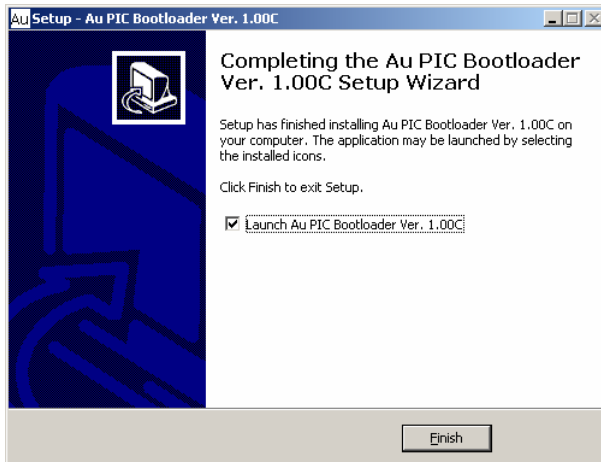 Au Setup - Au PIC Bootloader Ver. 1.00C
Completing the Au PIC Bootloader
Ver. 1.00C Setup Wizard
Setup has finished installing Au PIC Bootloader Ver. 1.00C on
your computer. The application may be launched by selecting
the installed icons.
Click Finish to exit Setup.
Launch Au PIC Bootloader Ver. 1.00C
Finish